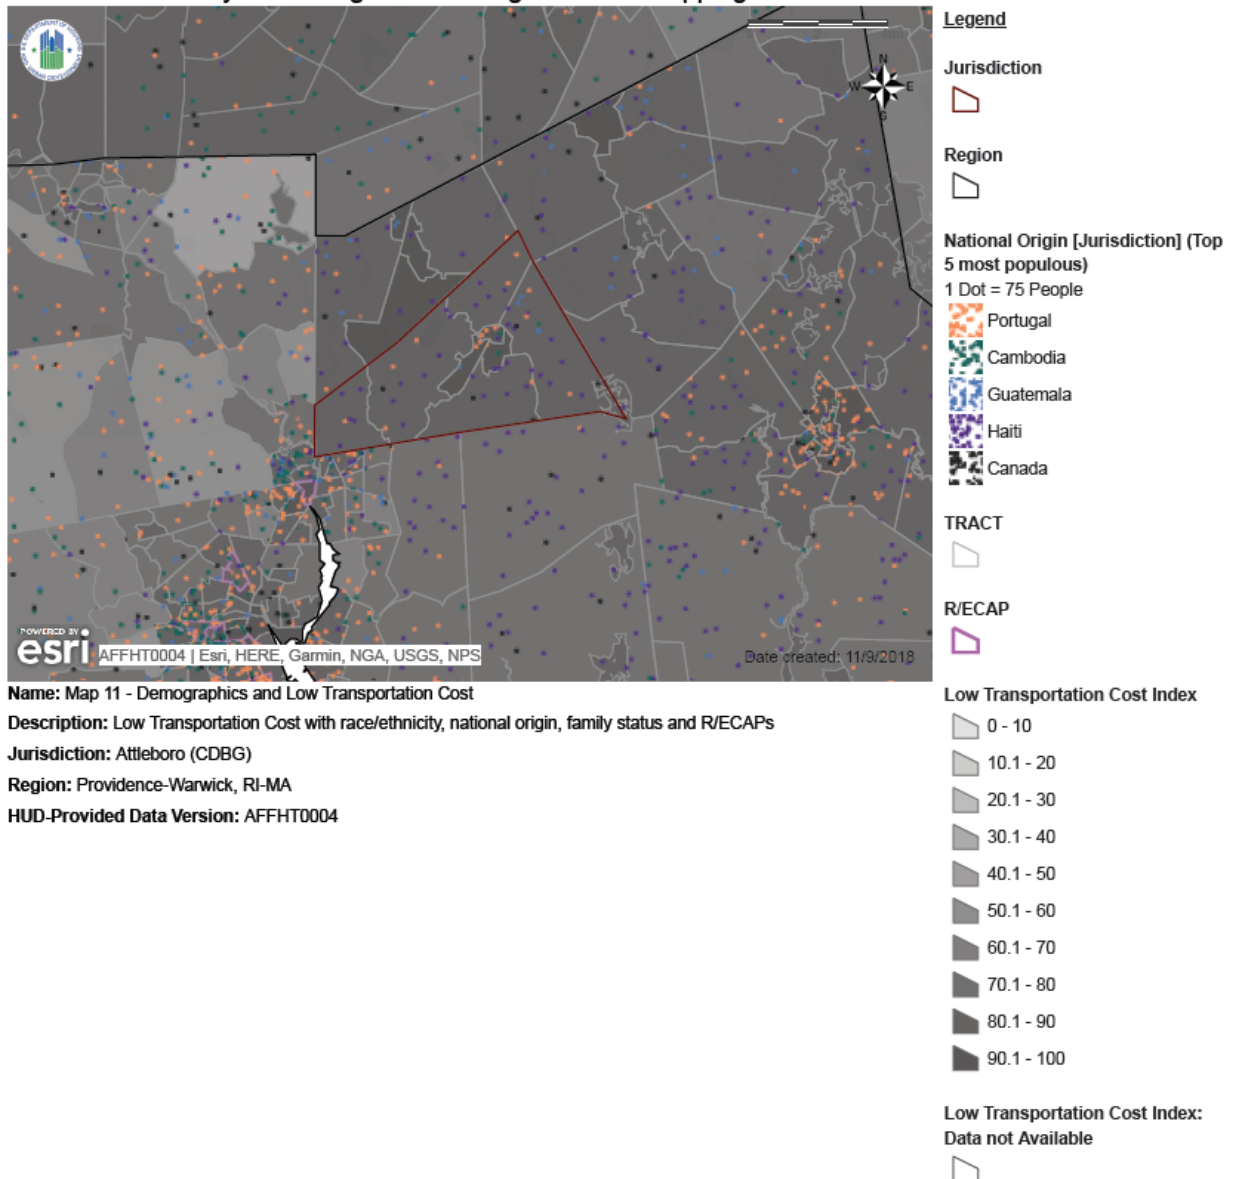 Legend
Jurisdiction
Region
National Origin [Jurisdiction] (Top
5 most populous)
1 Dot = 75 People
Portugal
Cambodia
Guatemala
Haiti
Canada
TRACT
R/ECAP
Low Transportation Cost Index
0 - 10
10.1 - 20
20.1 - 30
30.1 - 40
40.1 - 50
50.1 - 60
60.1 - 70
70.1 - 80
80.1 - 90
90.1 - 100
Low Transportation Cost Index:
Data not Available
N
W E
S
POWERED BY
esri
AFFHT0004 | Esri, HERE, Garmin, NGA, USGS, NPS
Date created: 11/9/2018
Name: Map 11 - Demographics and Low Transportation Cost
Description: Low Transportation Cost with race/ethnicity, national origin, family status and R/ECAPs
Jurisdiction: Attleboro (CDBG)
Region: Providence-Warwick, RI-MA
HUD-Provided Data Version: AFFHT0004